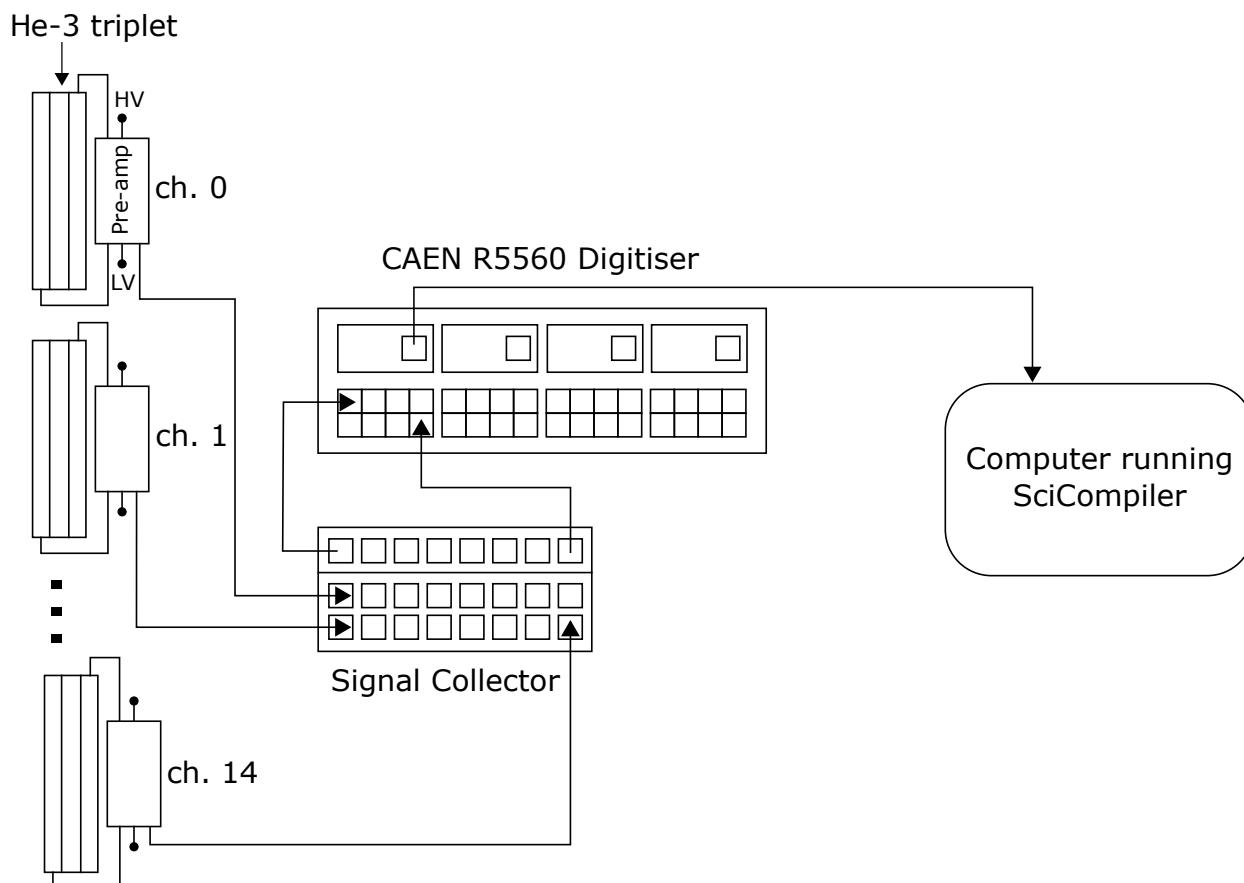 He-3 triplet
HV
Pre-amp
ch. 0
LV
CAEN R5560 Digitiser
ch. 1
Computer running
SciCompiler
Signal Collector
ch. 14